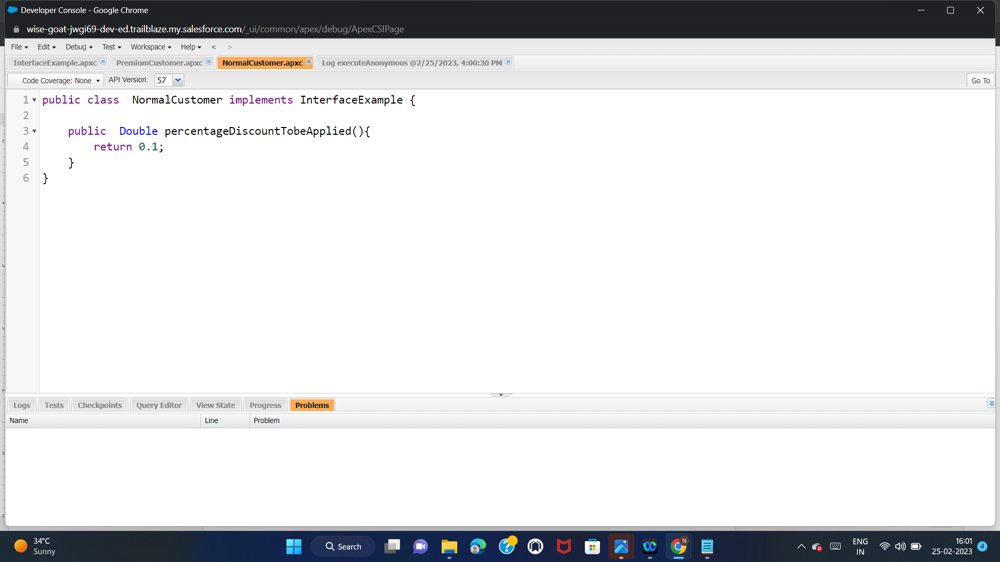 Developer Console - Google Chrome
wise-goat-jwgi69-dev-ed.trailblaze.my.salesforce.com/_ui/common/apex/debug/ApexCSIPage
File Edit Debug Test Workspace Help < >
InterfaceExample.apxc PremiumCustomer.apxc NormalCustomer.apxc Log executeAnonymous @2/25/2023, 4:00:30 PM
Code Coverage: None API Version: 57 Go To
1 public class  NormalCustomer implements InterfaceExample {
2
3     public  Double percentageDiscountTobeApplied(){
4         return 0.1;
5     }
6 }
Logs Tests Checkpoints Query Editor View State Progress Problems
Name Line Problem
34°C
Sunny
Search
N
ENG
IN
16:01
25-02-2023
4